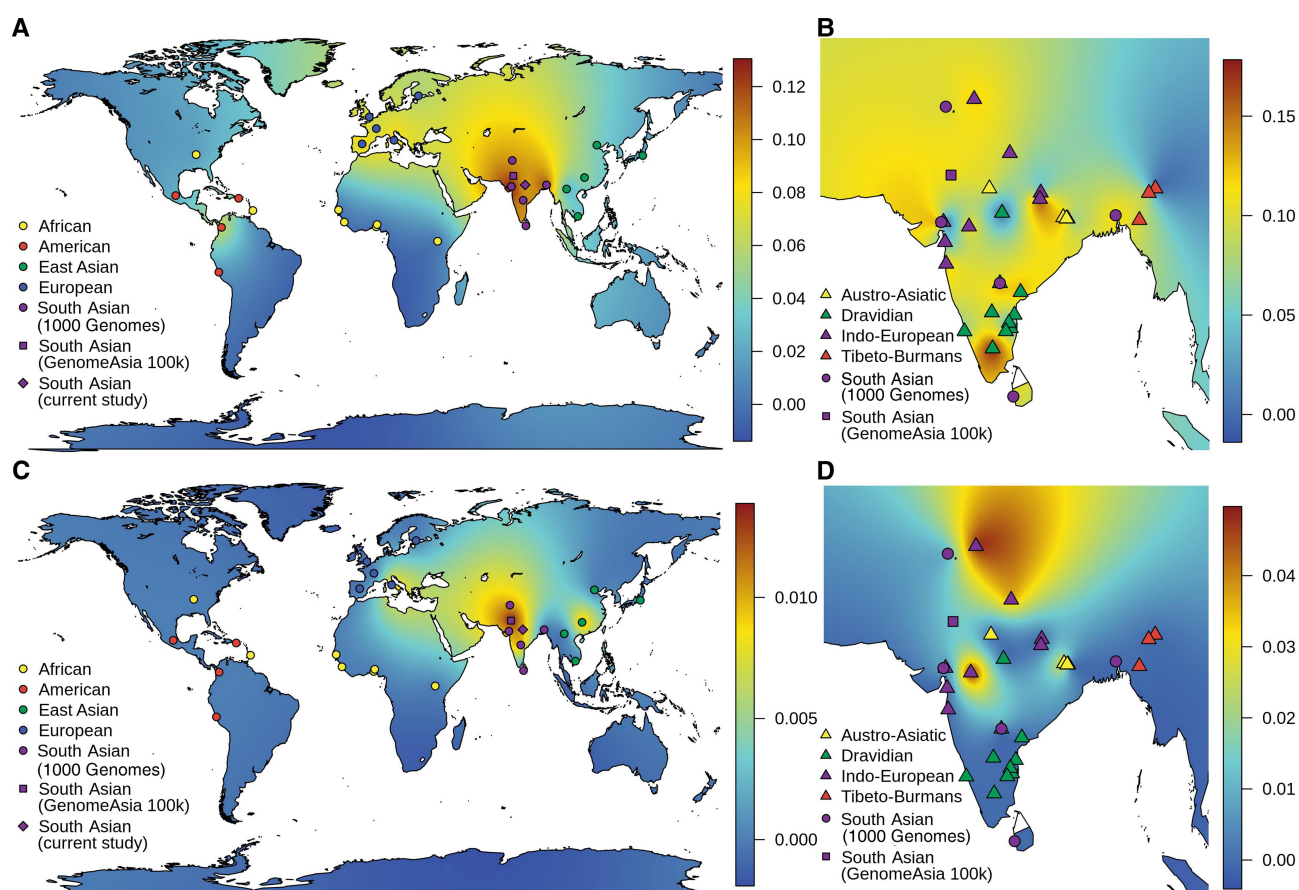 A
0.12
0.10
0.08
0.06
0.04
0.02
0.00
African
American
East Asian
European
South Asian
(1000 Genomes)
South Asian
(GenomeAsia 100k)
South Asian
(current study)
B
0.15
0.10
0.05
0.00
Austro-Asiatic
Dravidian
Indo-European
Tibeto-Burmans
South Asian
(1000 Genomes)
South Asian
(GenomeAsia 100k)
C
0.010
0.005
0.000
African
American
East Asian
European
South Asian
(1000 Genomes)
South Asian
(GenomeAsia 100k)
South Asian
(current study)
D
0.04
0.03
0.02
0.01
0.00
Austro-Asiatic
Dravidian
Indo-European
Tibeto-Burmans
South Asian
(1000 Genomes)
South Asian
(GenomeAsia 100k)